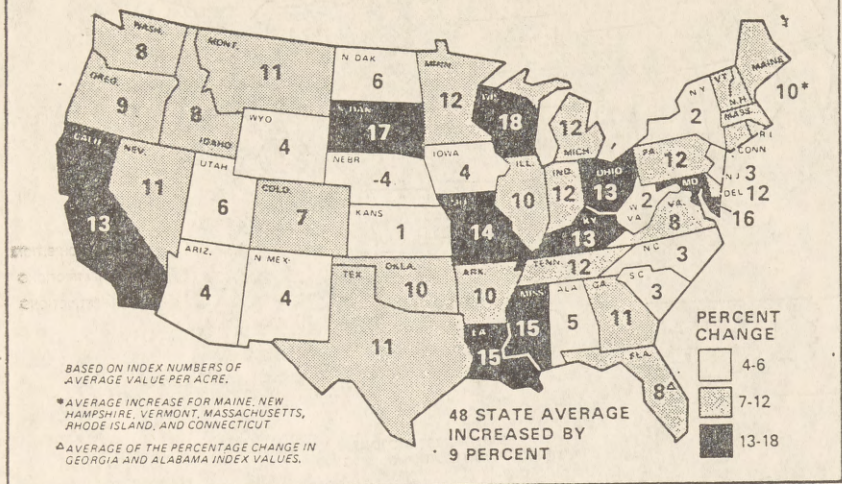 WASH.
8
MONT.
11
N DAK
6
MINN.
12
OREG.
9
8
IDAHO
WYO
4
S. DAK
17
WIS
18
12
MICH.
N Y
2
VT.
N.H
MASS.
MAINE
10*
R I
CONN
CALIF
13
NEV.
11
UTAH
6
COLO.
7
NEBR
-4
KANS
1
IOWA
4
MO
14
ILL.
10
IND.
12
OHIO
13
PA.
12
N J 3
DEL 12
MD
16
W
VA
2
VA.
8
KY
13
ARIZ.
4
N MEX.
4
TEX
11
OKLA.
10
ARK.
10
TENN.
12
N C
3
S C
3
LA.
15
MISS
15
ALA
5
GA.
11
FLA.
8△
PERCENT
CHANGE
4-6
7-12
13-18
BASED ON INDEX NUMBERS OF
AVERAGE VALUE PER ACRE.
*AVERAGE INCREASE FOR MAINE, NEW
HAMPSHIRE, VERMONT, MASSACHUSETTS,
RHODE ISLAND, AND CONNECTICUT
△AVERAGE OF THE PERCENTAGE CHANGE IN
GEORGIA AND ALABAMA INDEX VALUES.
48 STATE AVERAGE
INCREASED BY
9 PERCENT